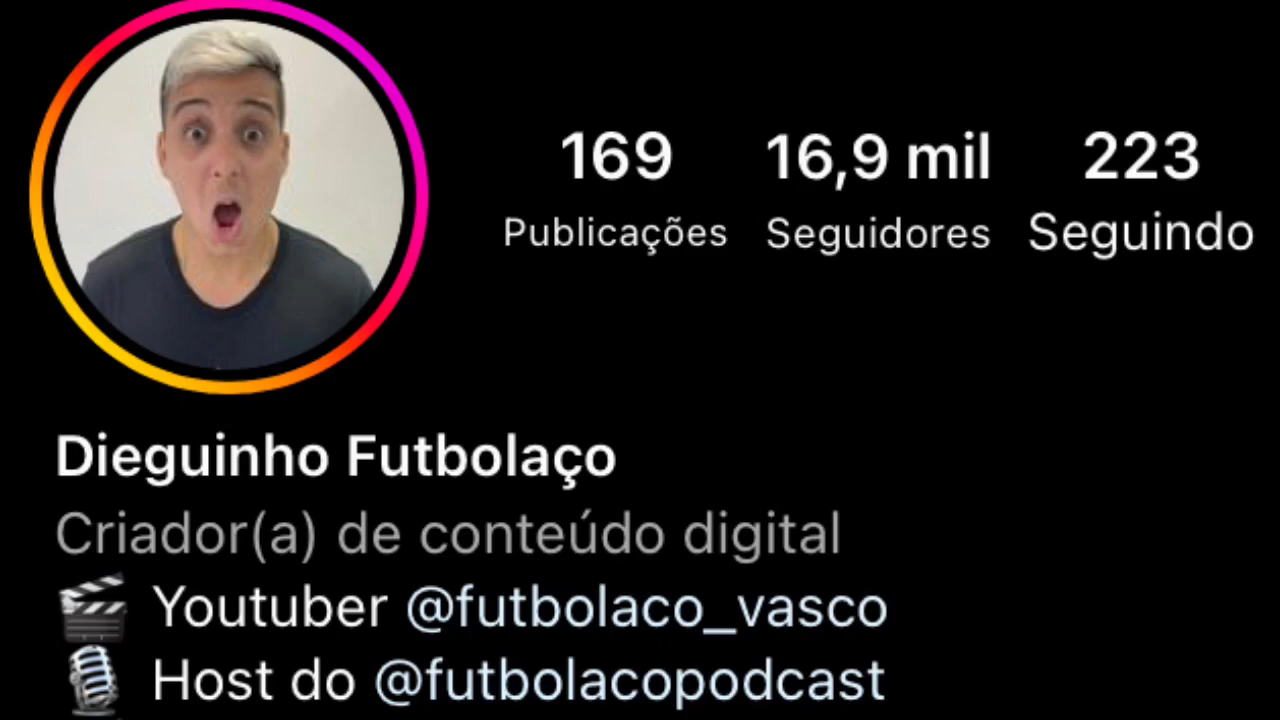 169 16,9 mil 223
Publicações Seguidores Seguindo
Dieguinho Futbolaço
Criador(a) de conteúdo digital
🎬 Youtuber @futbolaco_vasco
🎙️ Host do @futbolacopodcast